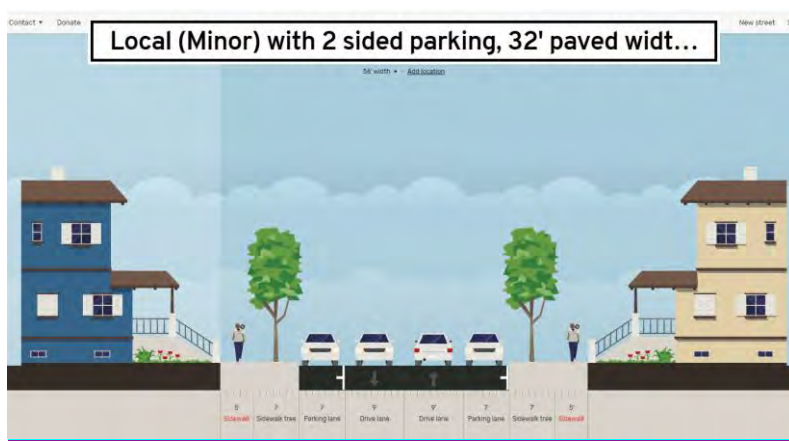 Contact ▾ Donate
New street
Local (Minor) with 2 sided parking, 32' paved widt…
56' width ▾ · Add location
5' 7' 7' 9' 9' 7' 7' 5'
Sidewalk Sidewalk tree Parking lane Drive lane Drive lane Parking lane Sidewalk tree Sidewalk